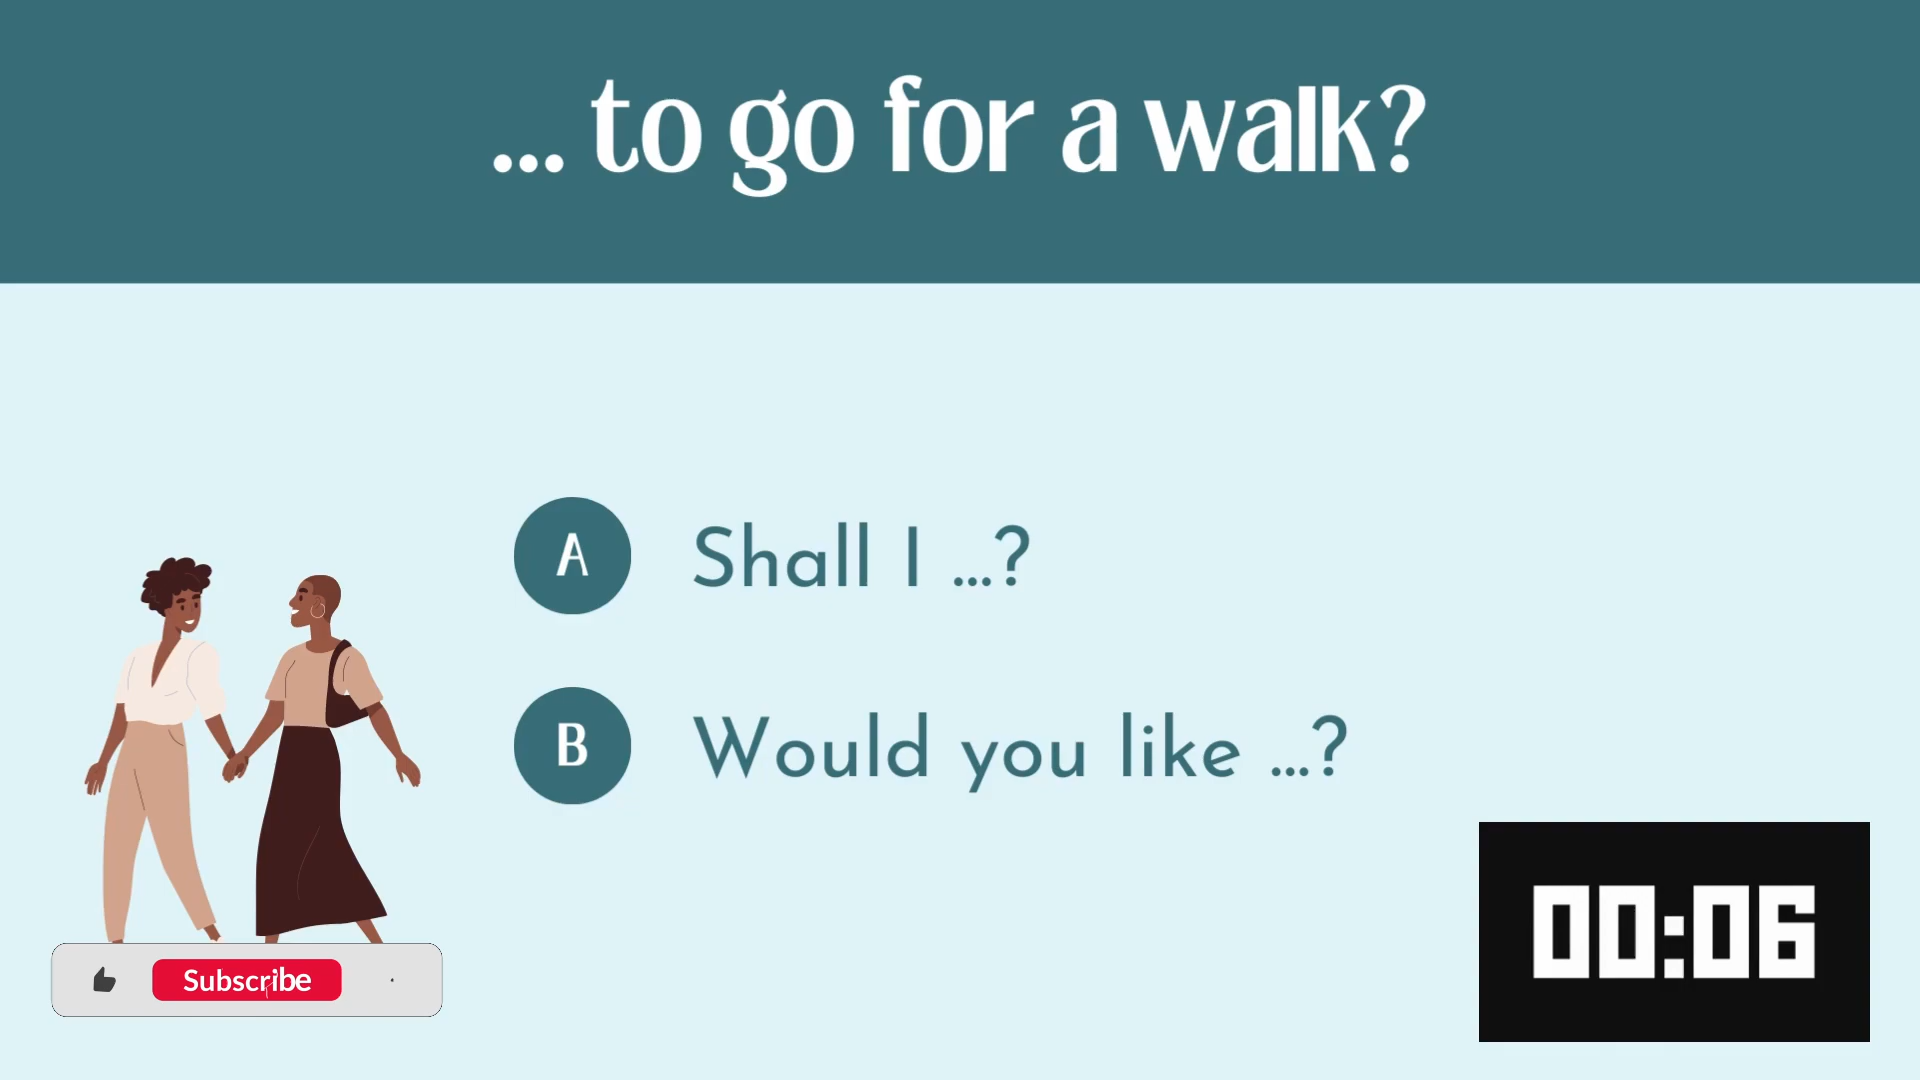 ... to go for a walk?
A Shall I ...?
B Would you like ...?
00:06
Subscribe